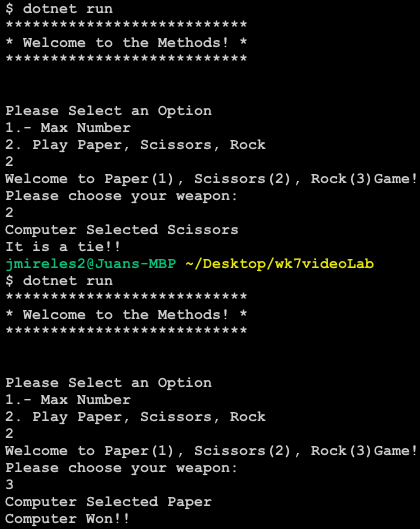 $ dotnet run
***************************
* Welcome to the Methods! *
***************************
Please Select an Option
1.- Max Number
2. Play Paper, Scissors, Rock
2
Welcome to Paper(1), Scissors(2), Rock(3)Game!
Please choose your weapon:
2
Computer Selected Scissors
It is a tie!!
jmireles2@Juans-MBP ~/Desktop/wk7videoLab
$ dotnet run
***************************
* Welcome to the Methods! *
***************************
Please Select an Option
1.- Max Number
2. Play Paper, Scissors, Rock
2
Welcome to Paper(1), Scissors(2), Rock(3)Game!
Please choose your weapon:
3
Computer Selected Paper
Computer Won!!